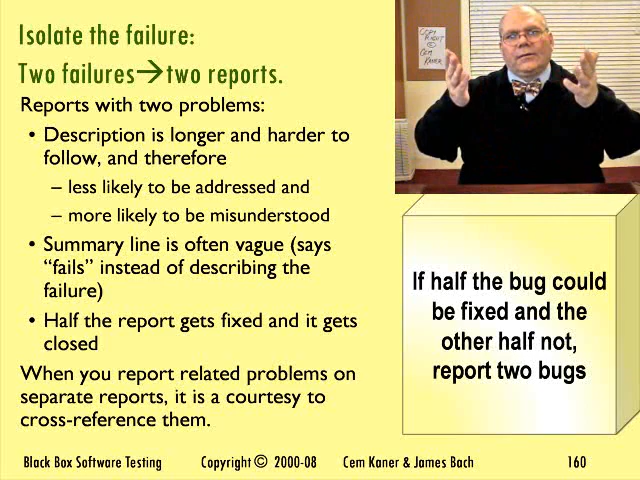 Isolate the failure:
Two failures→two reports.
Reports with two problems:
• Description is longer and harder to
follow, and therefore
– less likely to be addressed and
– more likely to be misunderstood
• Summary line is often vague (says
“fails” instead of describing the
failure)
• Half the report gets fixed and it gets
closed
When you report related problems on
separate reports, it is a courtesy to
cross-reference them.
COPY
RIGHT
©
CEM
KANER
If half the bug could
be fixed and the
other half not,
report two bugs
Black Box Software Testing Copyright © 2000-08 Cem Kaner & James Bach 160